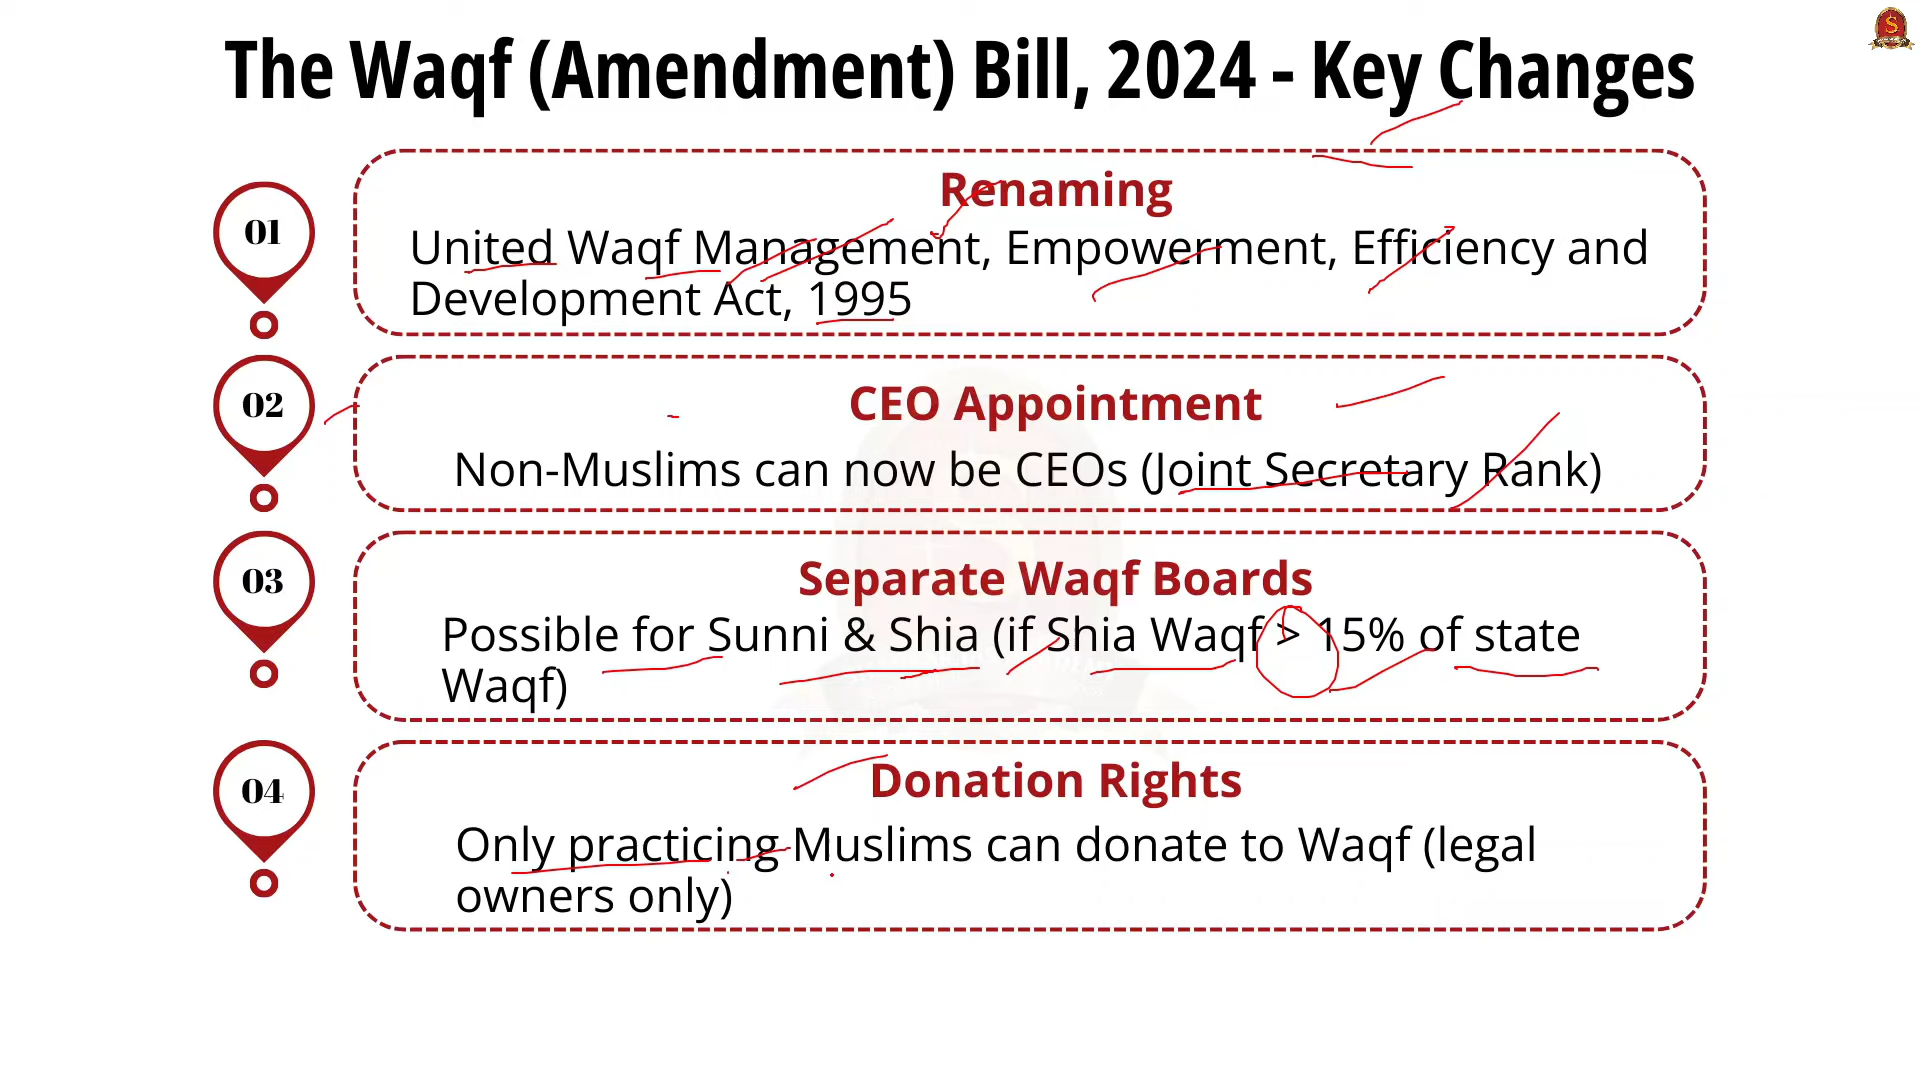 The Waqf (Amendment) Bill, 2024 - Key Changes
01
Renaming
United Waqf Management, Empowerment, Efficiency and
Development Act, 1995
02
CEO Appointment
Non-Muslims can now be CEOs (Joint Secretary Rank)
03
Separate Waqf Boards
Possible for Sunni & Shia (if Shia Waqf > 15% of state
Waqf)
04
Donation Rights
Only practicing Muslims can donate to Waqf (legal
owners only)